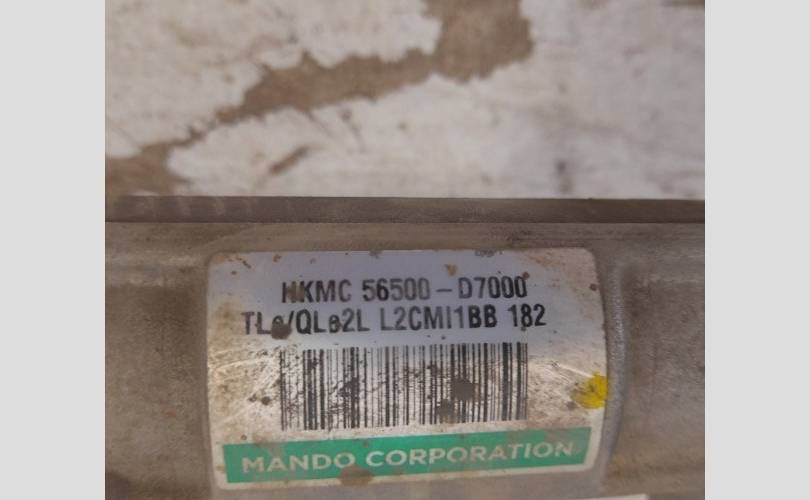 HKMC 56500-D7000
TLe/QLe2L L2CMI1BB 182
MANDO CORPORATION